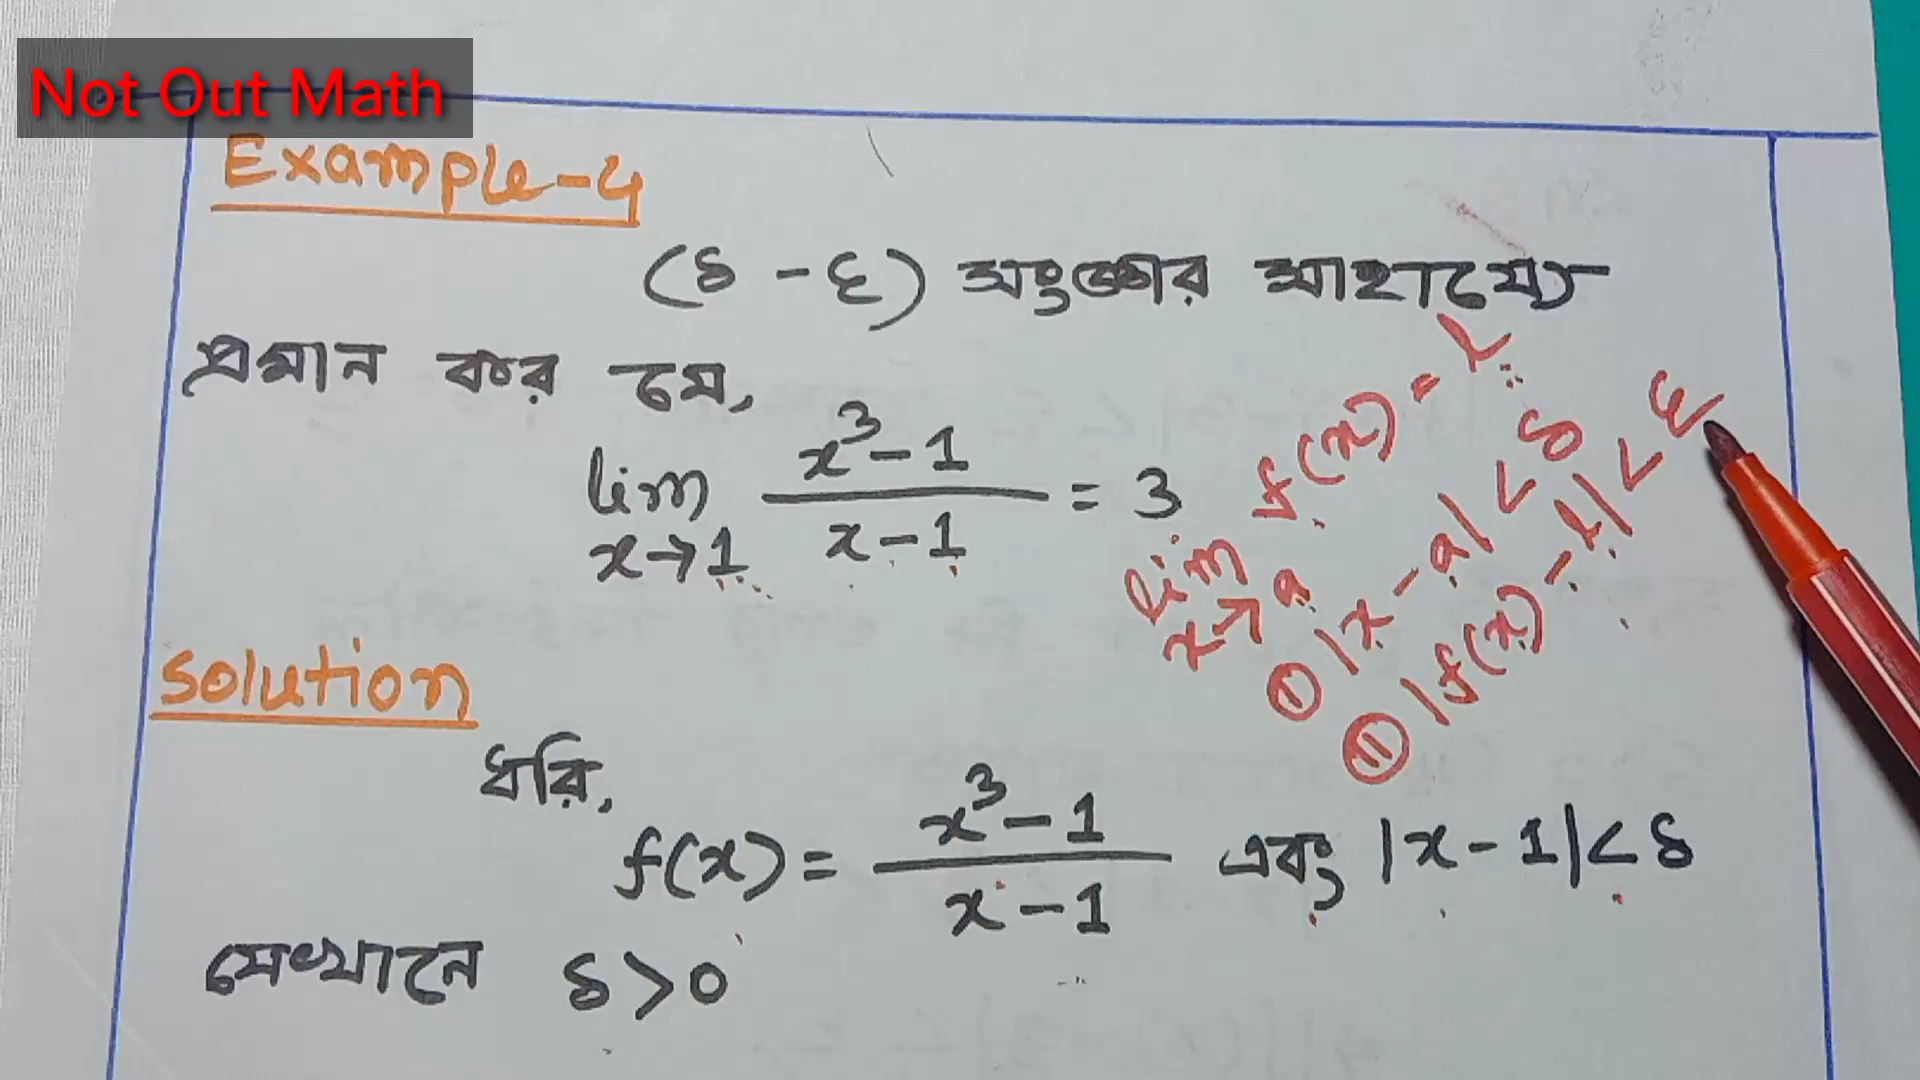 Not Out Math
Example-4
(δ - ε) সংজ্ঞার সাহায্যে
প্রমান কর যে,
lim x→1 (x³-1)/(x-1) = 3
lim x→a f(x) = l
① |x-a| < δ
② |f(x) - l| < ε
Solution
ধরি,
f(x) = (x³-1)/(x-1) এবং |x-1| < δ
যেখানে δ>0